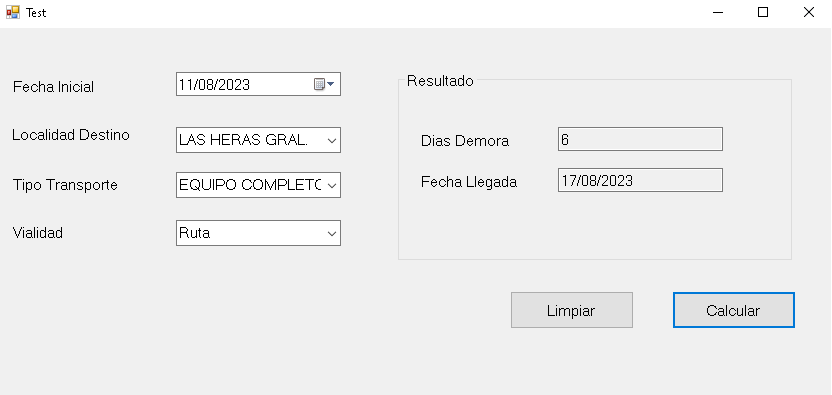 Test
Fecha Inicial 11/08/2023
Localidad Destino LAS HERAS GRAL.
Tipo Transporte EQUIPO COMPLETO
Vialidad Ruta
Resultado
Dias Demora 6
Fecha Llegada 17/08/2023
Limpiar Calcular